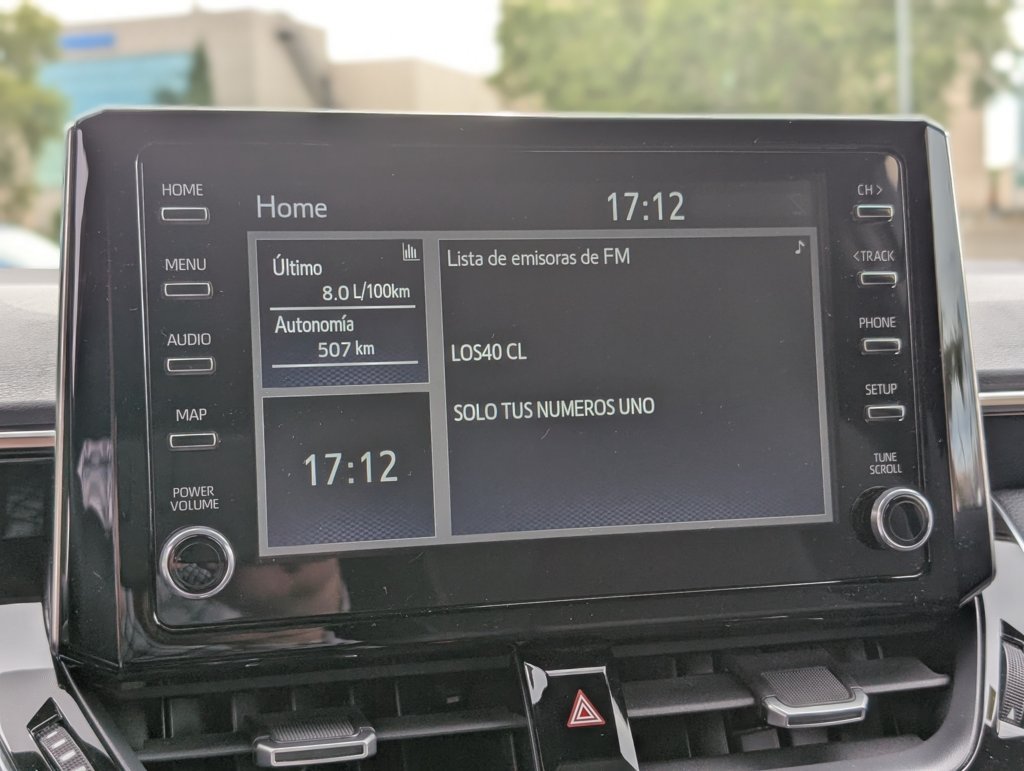 HOME
MENU
AUDIO
MAP
POWER
VOLUME
Home
17:12
Último
8.0 L/100km
Autonomía
507 km
17:12
Lista de emisoras de FM
LOS40 CL
SOLO TUS NUMEROS UNO
CH >
< TRACK
PHONE
SETUP
TUNE
SCROLL